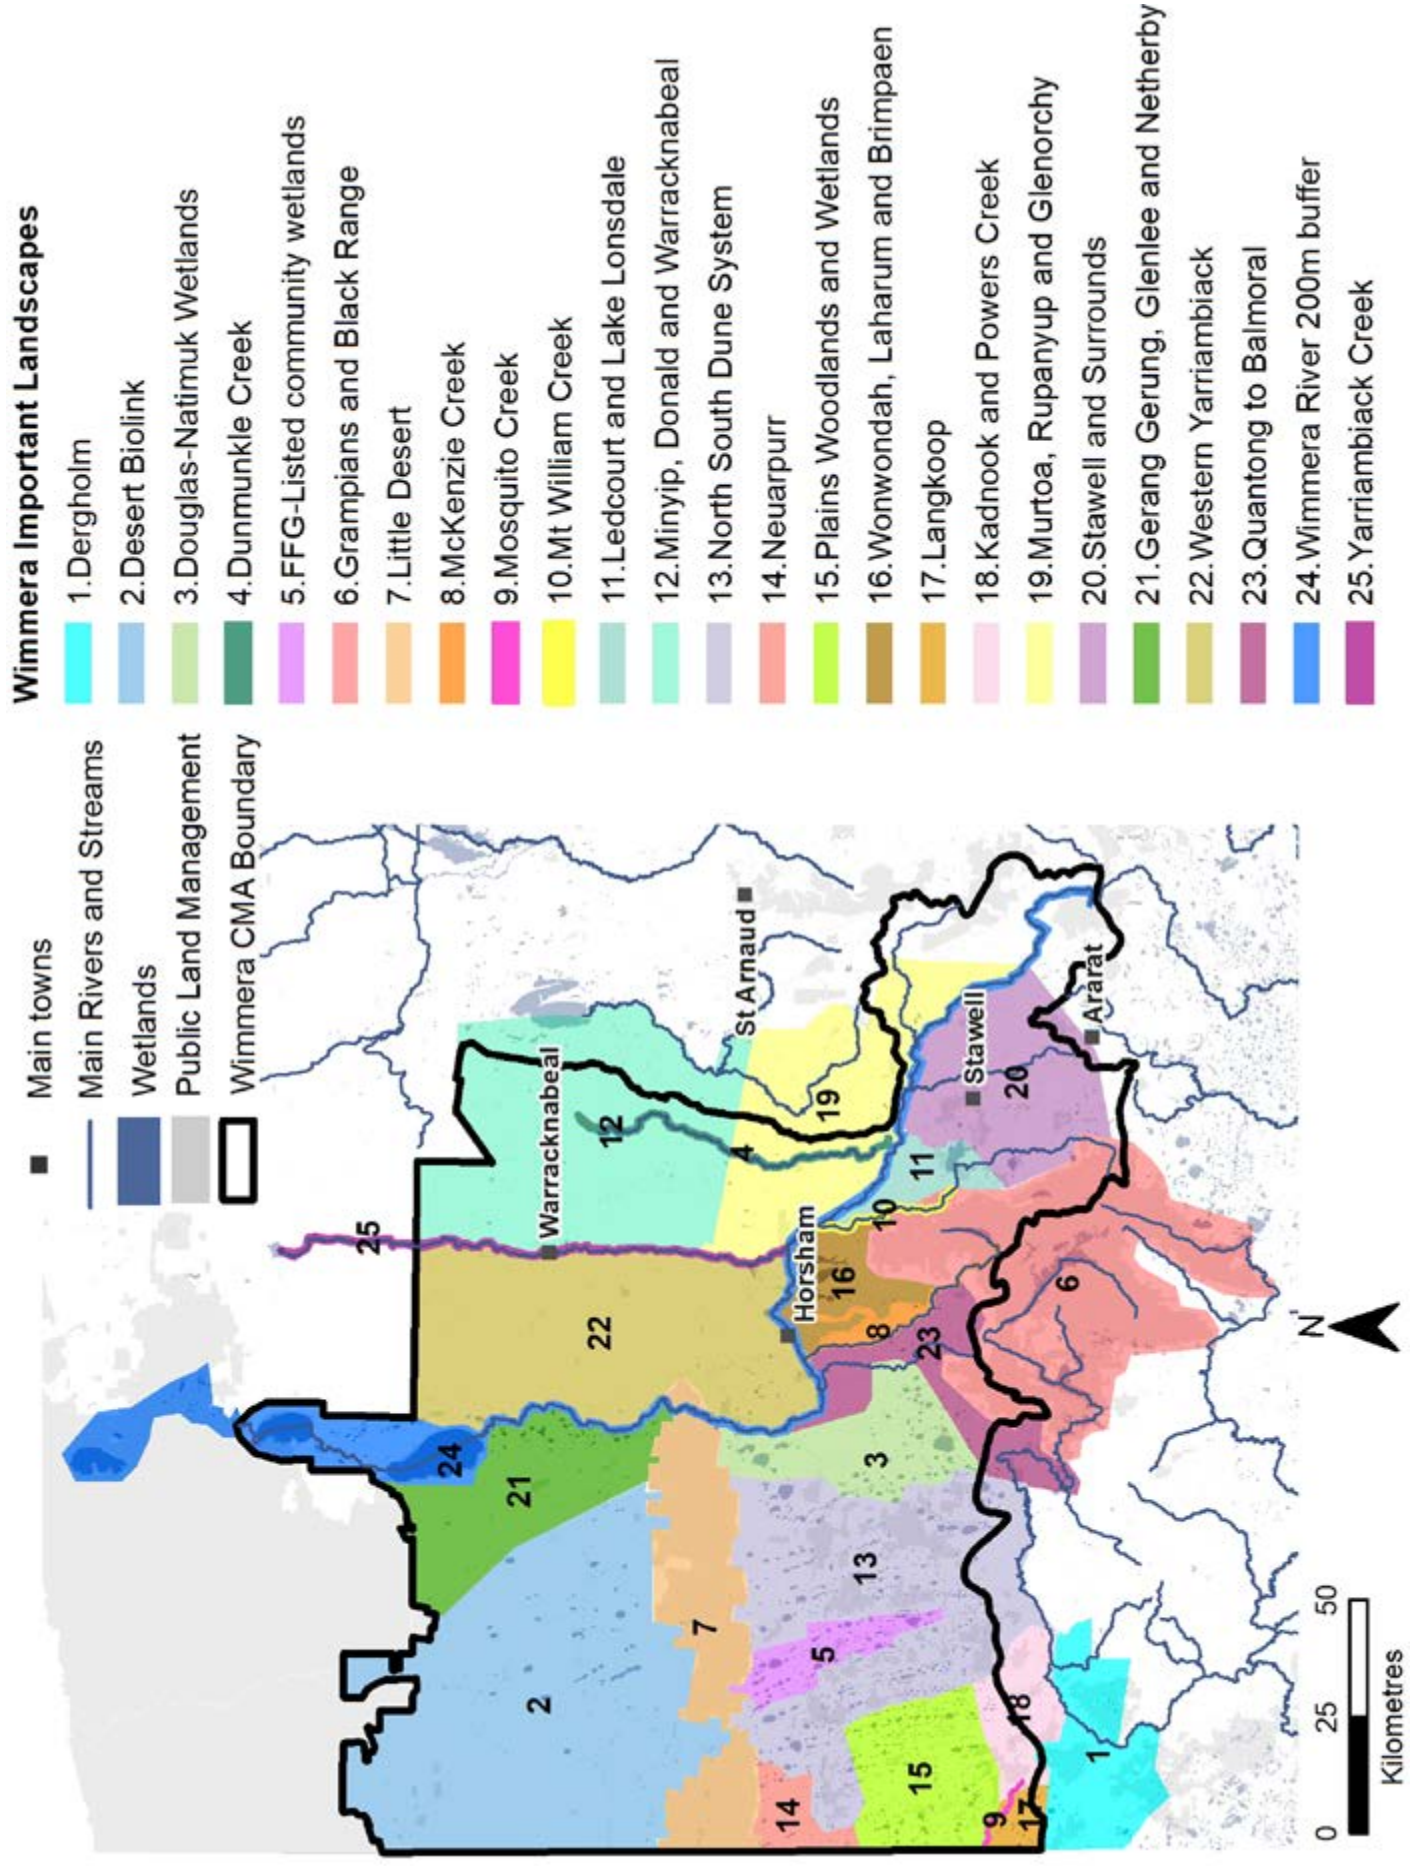 Main towns
Main Rivers and Streams
Wetlands
Public Land Management
Wimmera CMA Boundary
Wimmera Important Landscapes
1.Dergholm
2.Desert Biolink
3.Douglas-Natimuk Wetlands
4.Dunmunkle Creek
5.FFG-Listed community wetlands
6.Grampians and Black Range
7.Little Desert
8.McKenzie Creek
9.Mosquito Creek
10.Mt William Creek
11.Ledcourt and Lake Lonsdale
12.Minyip, Donald and Warracknabeal
13.North South Dune System
14.Neuarpurr
15.Plains Woodlands and Wetlands
16.Wonwondah, Laharum and Brimpaen
17.Langkoop
18.Kadnook and Powers Creek
19.Murtoa, Rupanyup and Glenorchy
20.Stawell and Surrounds
21.Gerang Gerung, Glenlee and Netherby
22.Western Yarriambiack
23.Quantong to Balmoral
24.Wimmera River 200m buffer
25.Yarriambiack Creek
25
24
21
2
Warracknabeal
12
22
7
4
St Arnaud
19
Horsham
14
5
13
3
8
16
10
11
Stawell
20
15
23
9
17
18
6
Ararat
1
N
0
25
50
Kilometres